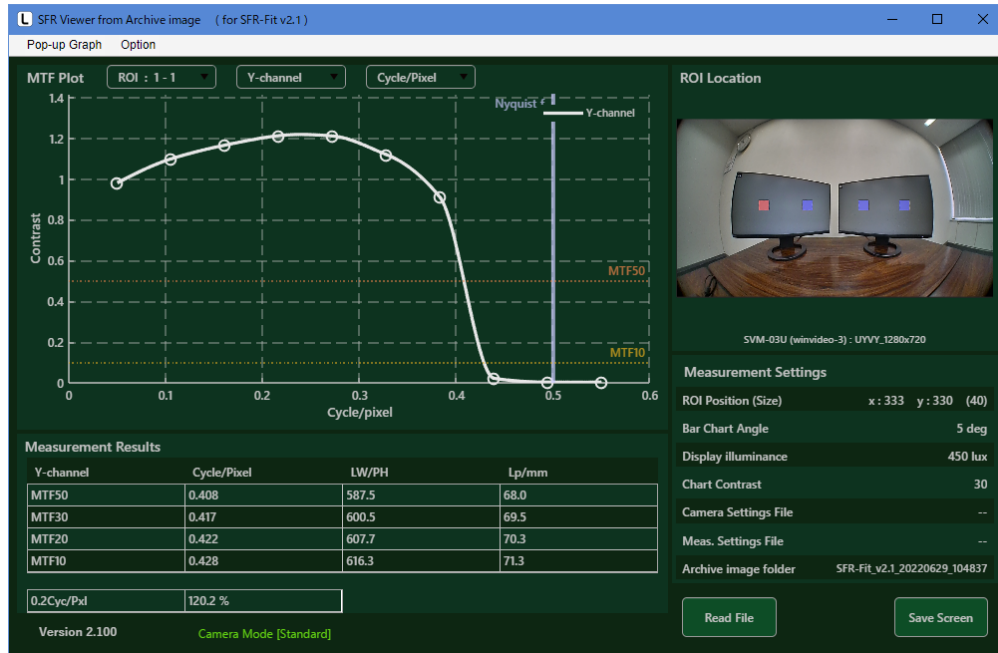 L SFR Viewer from Archive image ( for SFR-Fit v2.1 )
Pop-up Graph Option
MTF Plot ROI : 1 - 1 Y-channel Cycle/Pixel
Nyquist
Y-channel
Contrast
1.4
1.2
1
0.8
0.6
0.4
0.2
0
MTF50
MTF10
0 0.1 0.2 0.3 0.4 0.5 0.6
Cycle/pixel
ROI Location
SVM-03U (winvideo-3) : UYVY_1280x720
Measurement Settings
ROI Position (Size) x : 333 y : 330 (40)
Bar Chart Angle 5 deg
Display illuminance 450 lux
Chart Contrast 30
Camera Settings File --
Meas. Settings File --
Archive image folder SFR-Fit_v2.1_20220629_104837
Measurement Results
Y-channel Cycle/Pixel LW/PH Lp/mm
MTF50 0.408 587.5 68.0
MTF30 0.417 600.5 69.5
MTF20 0.422 607.7 70.3
MTF10 0.428 616.3 71.3
0.2Cyc/Pxl 120.2 %
Read File Save Screen
Version 2.100 Camera Mode [Standard]